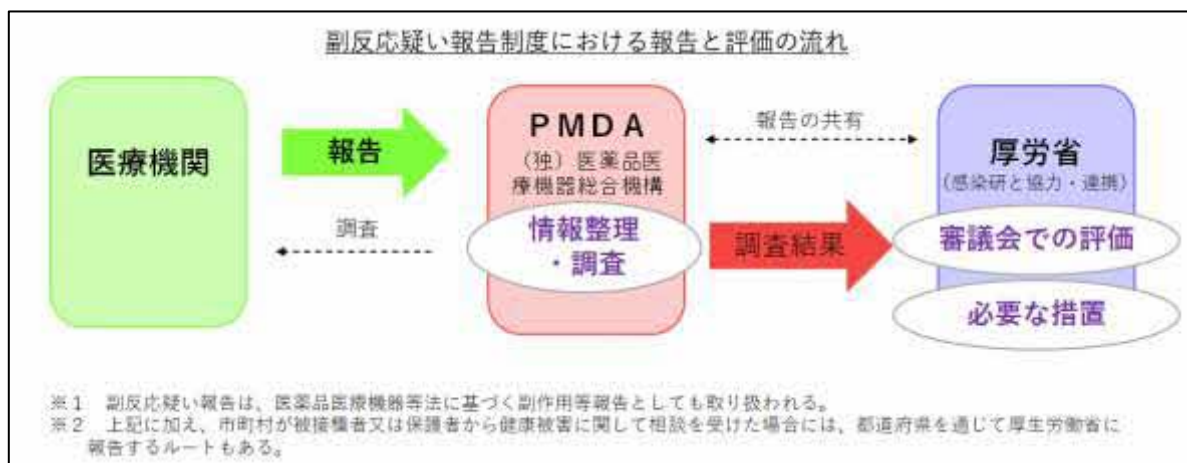 副反応疑い報告制度における報告と評価の流れ
医療機関
報告
調査
PMDA
(独)医薬品医
療機器総合機構
情報整理
・調査
報告の共有
調査結果
厚労省
(感染研と協力・連携)
審議会での評価
必要な措置
※1 副反応疑い報告は、医薬品医療機器等法に基づく副作用等報告としても取り扱われる。
※2 上記に加え、市町村が被接種者又は保護者から健康被害に関して相談を受けた場合には、都道府県を通じて厚生労働省に
報告するルートもある。